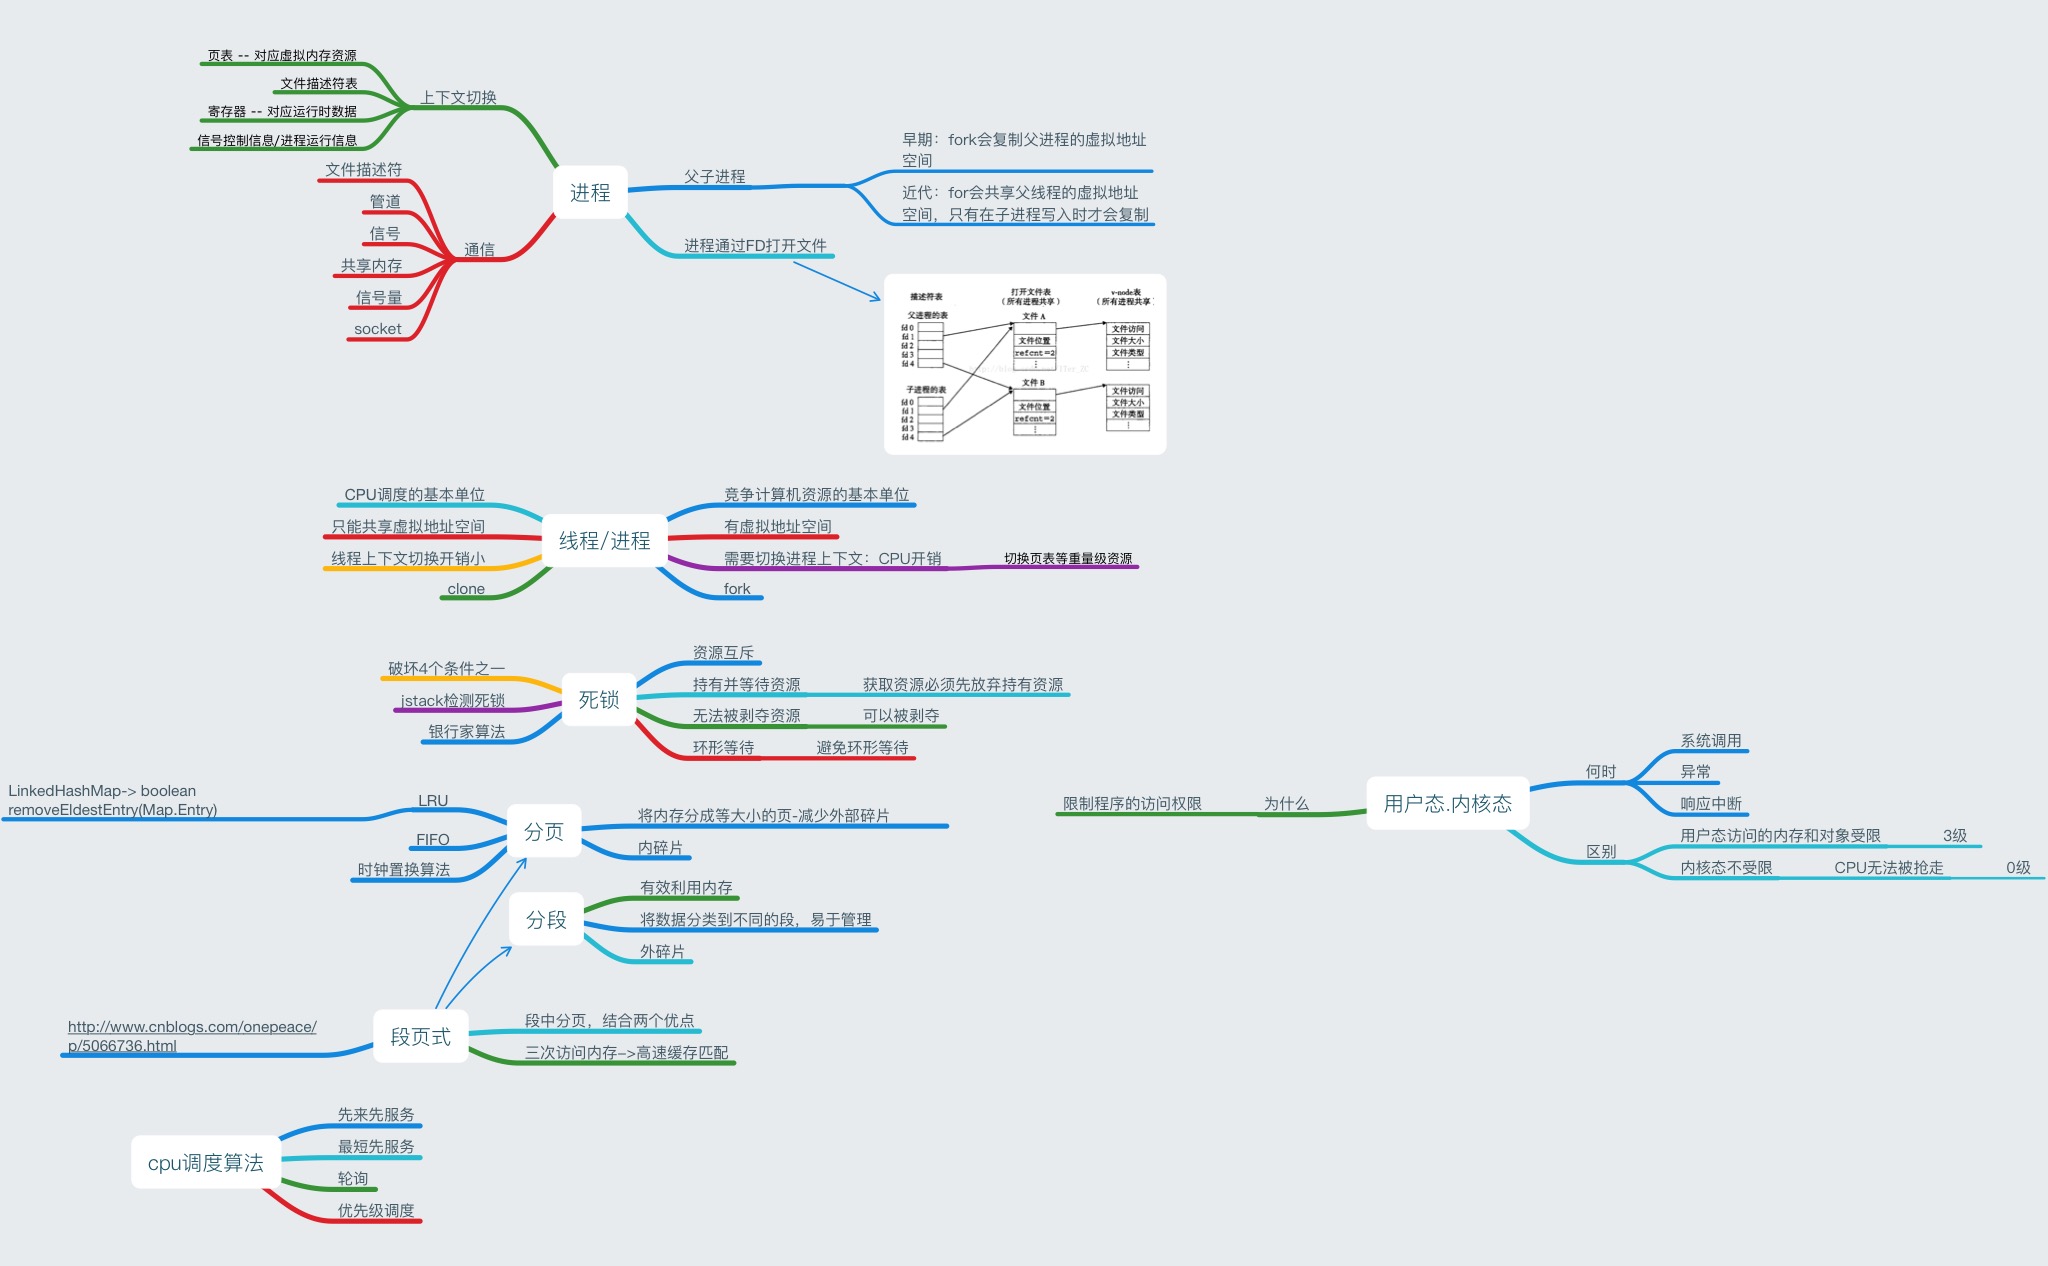 页表 -- 对应虚拟内存资源
文件描述符表
寄存器 -- 对应运行时数据
信号控制信息/进程运行信息
上下文切换
文件描述符
管道
信号
共享内存
信号量
socket
通信
进程
父子进程
早期：fork会复制父进程的虚拟地址
空间
近代：for会共享父线程的虚拟地址
空间，只有在子进程写入时才会复制
进程通过FD打开文件
描述符表
打开文件表
（所有进程共享）
v-node表
（所有进程共享）
父进程的表
fd 0
fd 1
fd 2
fd 3
fd 4
文件 A
文件位置
refcnt=2
⋮
文件访问
文件大小
文件类型
⋮
子进程的表
fd 0
fd 1
fd 2
fd 3
fd 4
文件 B
文件位置
refcnt=2
⋮
文件访问
文件大小
文件类型
⋮
CPU调度的基本单位
只能共享虚拟地址空间
线程上下文切换开销小
clone
线程/进程
竞争计算机资源的基本单位
有虚拟地址空间
需要切换进程上下文：CPU开销
切换页表等重量级资源
fork
破坏4个条件之一
jstack检测死锁
银行家算法
死锁
资源互斥
持有并等待资源
获取资源必须先放弃持有资源
无法被剥夺资源
可以被剥夺
环形等待
避免环形等待
LinkedHashMap-> boolean
removeEldestEntry(Map.Entry)
LRU
FIFO
时钟置换算法
分页
将内存分成等大小的页-减少外部碎片
内碎片
分段
有效利用内存
将数据分类到不同的段，易于管理
外碎片
http://www.cnblogs.com/onepeace/
p/5066736.html
段页式
段中分页，结合两个优点
三次访问内存->高速缓存匹配
cpu调度算法
先来先服务
最短先服务
轮询
优先级调度
限制程序的访问权限
为什么
用户态.内核态
何时
系统调用
异常
响应中断
区别
用户态访问的内存和对象受限
3级
内核态不受限
CPU无法被抢走
0级